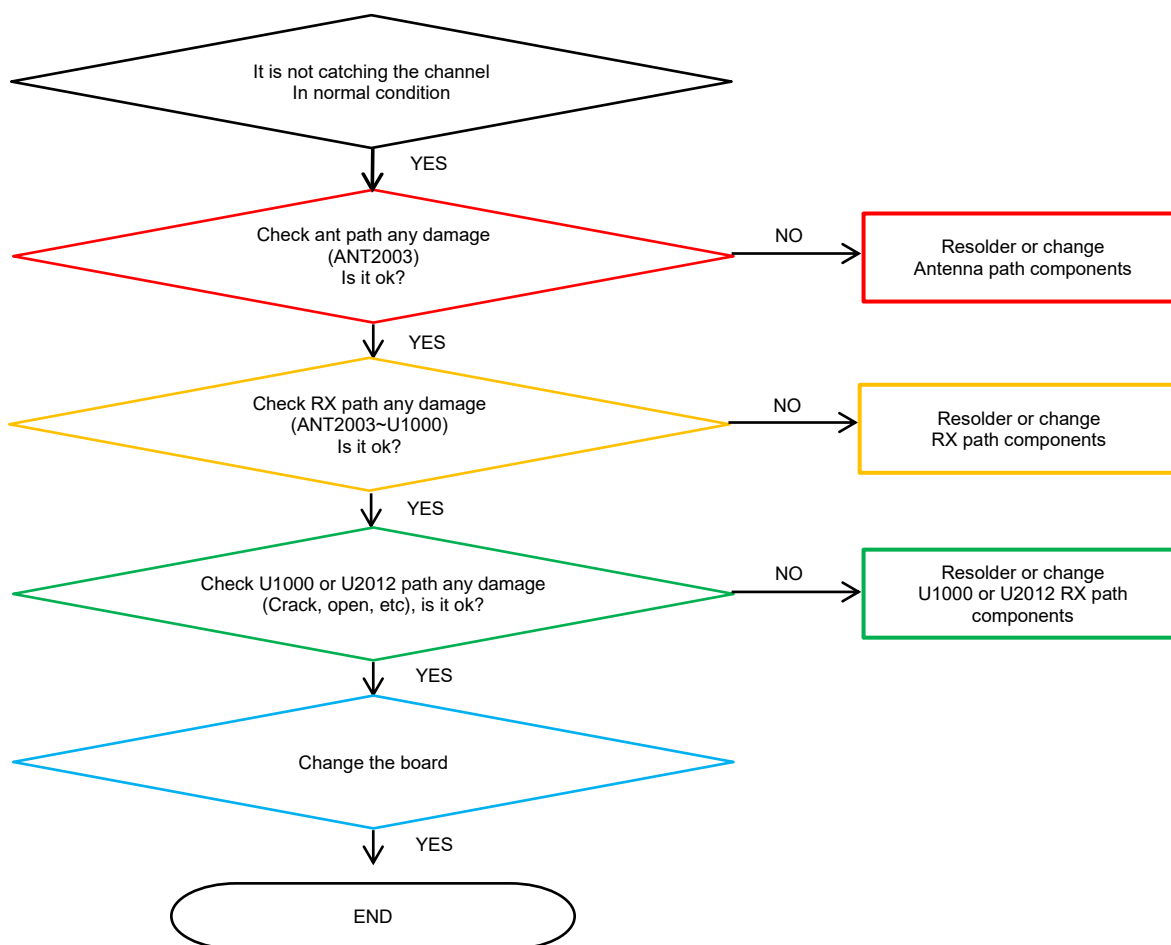 It is not catching the channel
In normal condition
YES
Check ant path any damage
(ANT2003)
Is it ok?
NO
Resolder or change
Antenna path components
YES
Check RX path any damage
(ANT2003~U1000)
Is it ok?
NO
Resolder or change
RX path components
YES
Check U1000 or U2012 path any damage
(Crack, open, etc), is it ok?
NO
Resolder or change
U1000 or U2012 RX path
components
YES
Change the board
YES
END